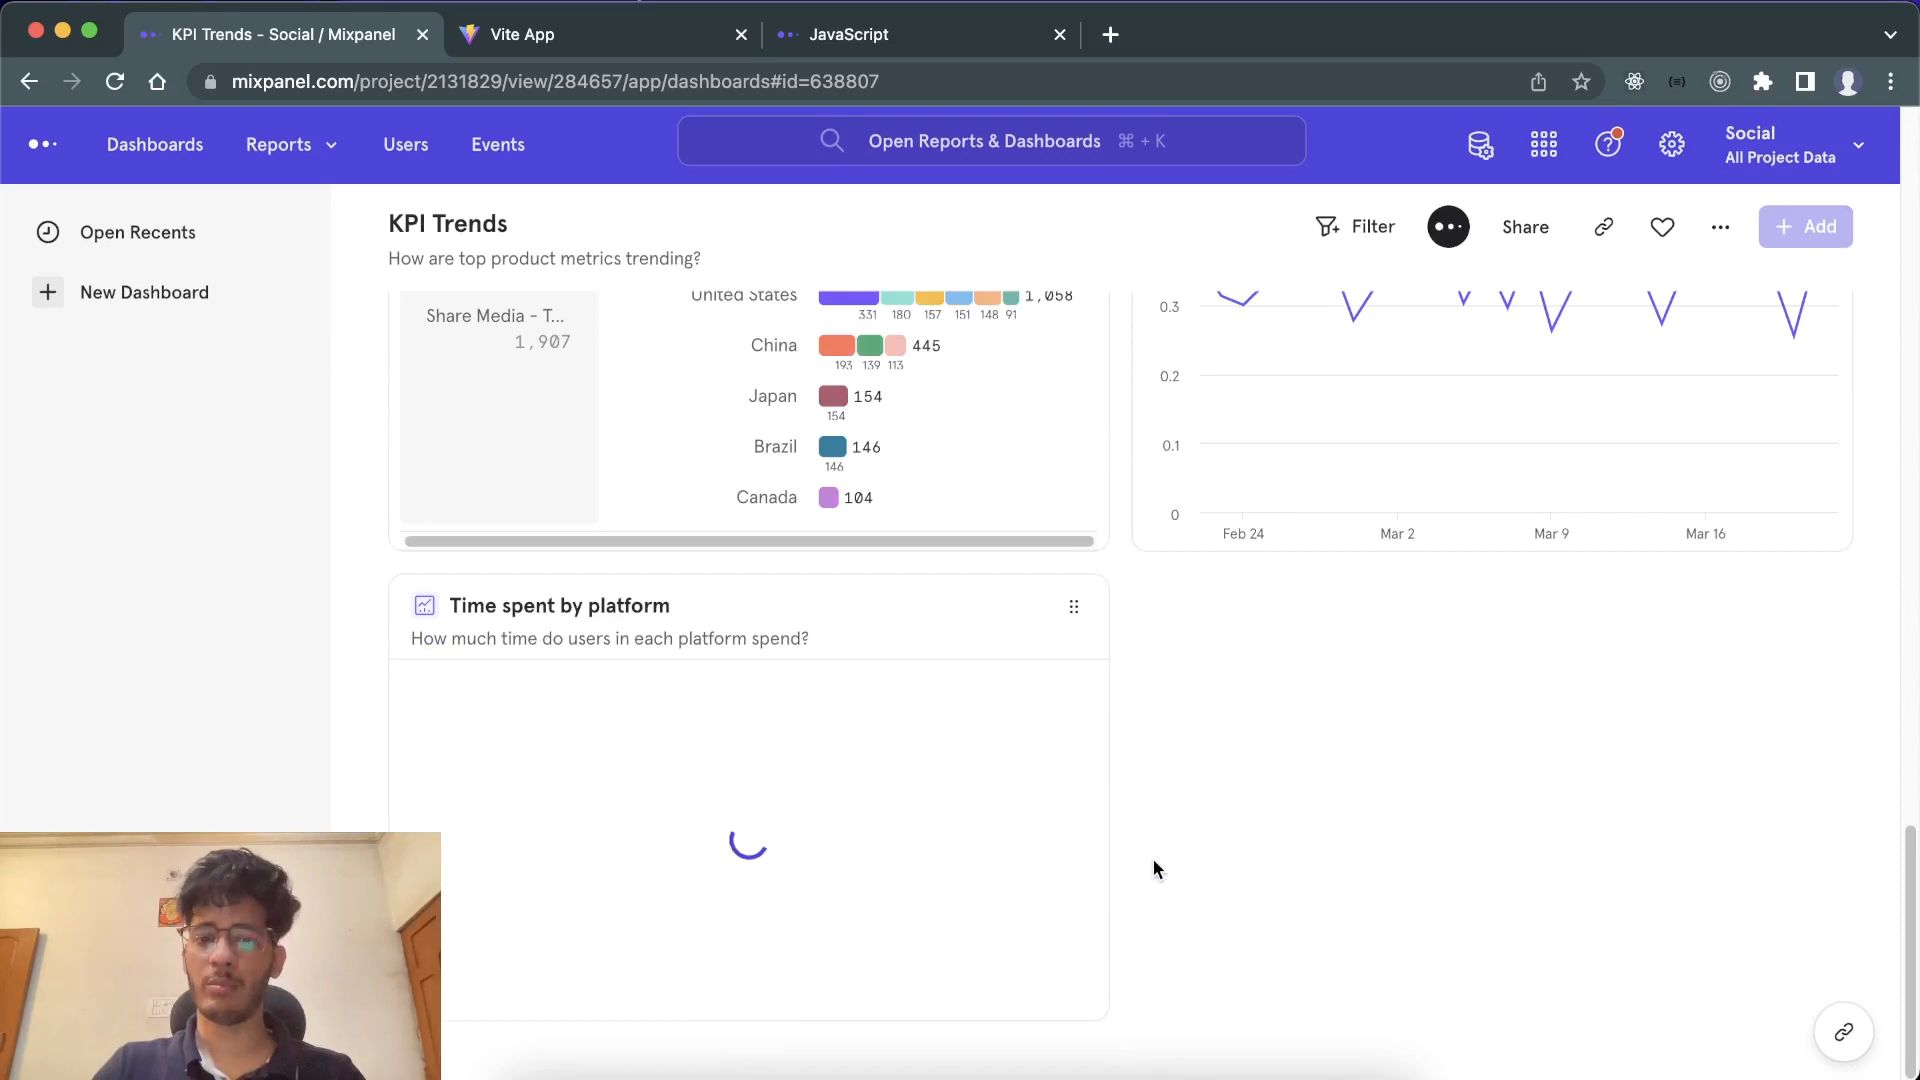 KPI Trends - Social / Mixpanel
Vite App
JavaScript
mixpanel.com/project/2131829/view/284657/app/dashboards#id=638807
Dashboards
Reports
Users
Events
Open Reports & Dashboards ⌘ + K
Social
All Project Data
Open Recents
New Dashboard
KPI Trends
How are top product metrics trending?
Filter
Share
+ Add
Share Media - T...
1,907
United States
1,058
331 180 157 151 148 91
China
445
193 139 113
Japan
154
154
Brazil
146
146
Canada
104
0.3
0.2
0.1
0
Feb 24
Mar 2
Mar 9
Mar 16
Time spent by platform
How much time do users in each platform spend?